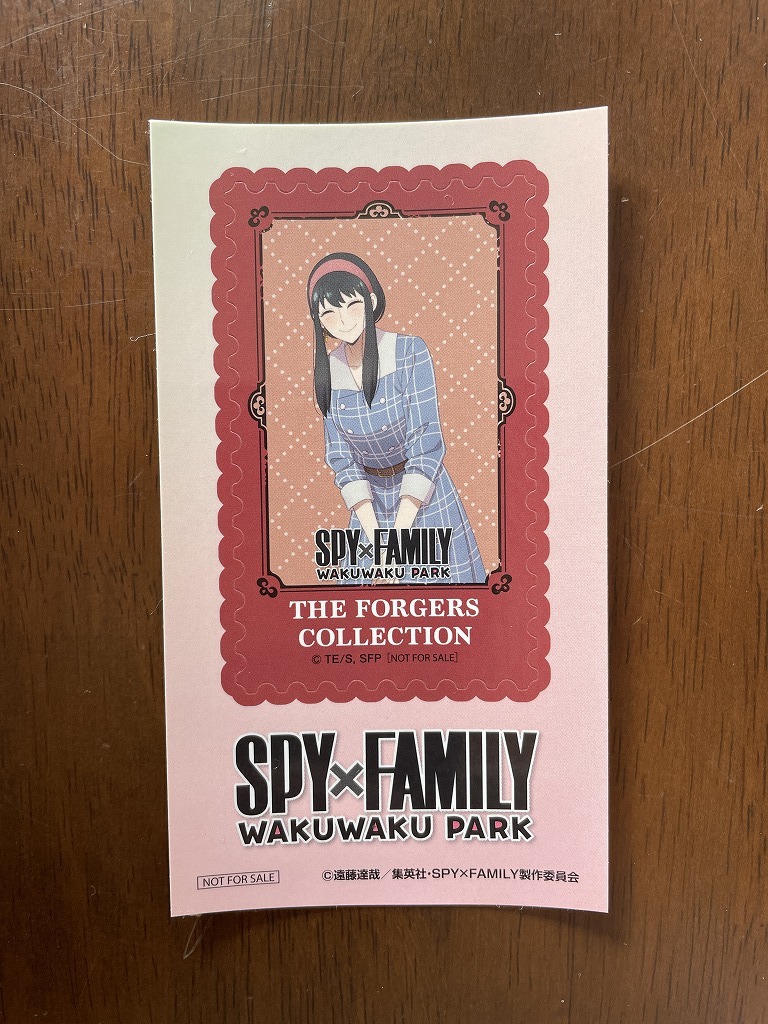 SPY×FAMILY
WAKUWAKU PARK
THE FORGERS
COLLECTION
© TE/S, SFP [NOT FOR SALE]
SPY×FAMILY
WAKUWAKU PARK
NOT FOR SALE
©遠藤達哉／集英社・SPY×FAMILY製作委員会